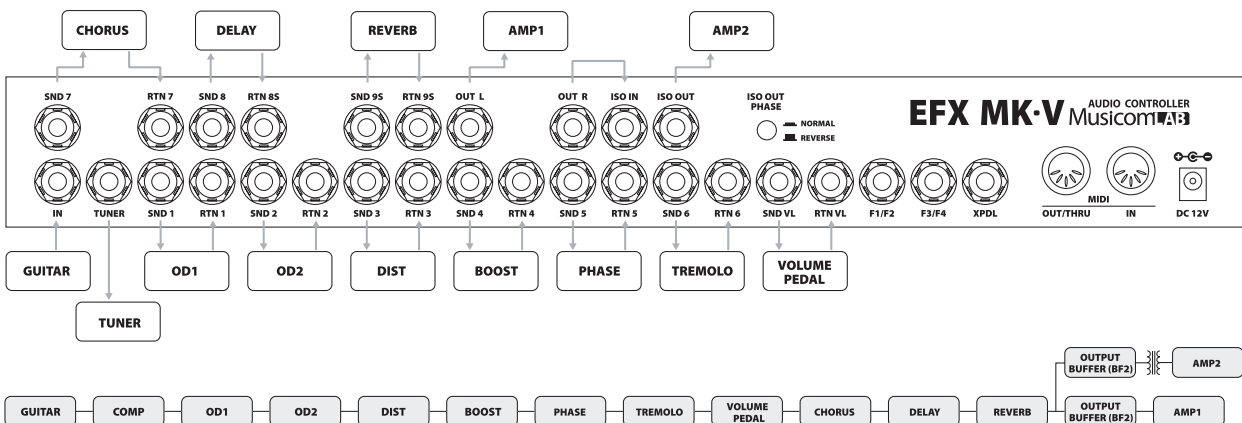 CHORUS DELAY REVERB AMP1 AMP2
SND 7 RTN 7 SND 8 RTN 8S SND 9S RTN 9S OUT L OUT R ISO IN ISO OUT
ISO OUT
PHASE
NORMAL
REVERSE
EFX MK·V AUDIO CONTROLLER
MusicomLAB
IN TUNER SND 1 RTN 1 SND 2 RTN 2 SND 3 RTN 3 SND 4 RTN 4 SND 5 RTN 5 SND 6 RTN 6 SND VL RTN VL F1/F2 F3/F4 XPDL
MIDI
OUT/THRU IN DC 12V
GUITAR OD1 OD2 DIST BOOST PHASE TREMOLO VOLUME
PEDAL
TUNER
OUTPUT
BUFFER (BF2) AMP2
GUITAR COMP OD1 OD2 DIST BOOST PHASE TREMOLO VOLUME
PEDAL CHORUS DELAY REVERB OUTPUT
BUFFER (BF2) AMP1